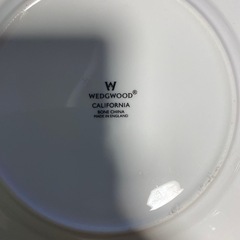 W
WEDGWOOD®
CALIFORNIA
BONE CHINA
MADE IN ENGLAND